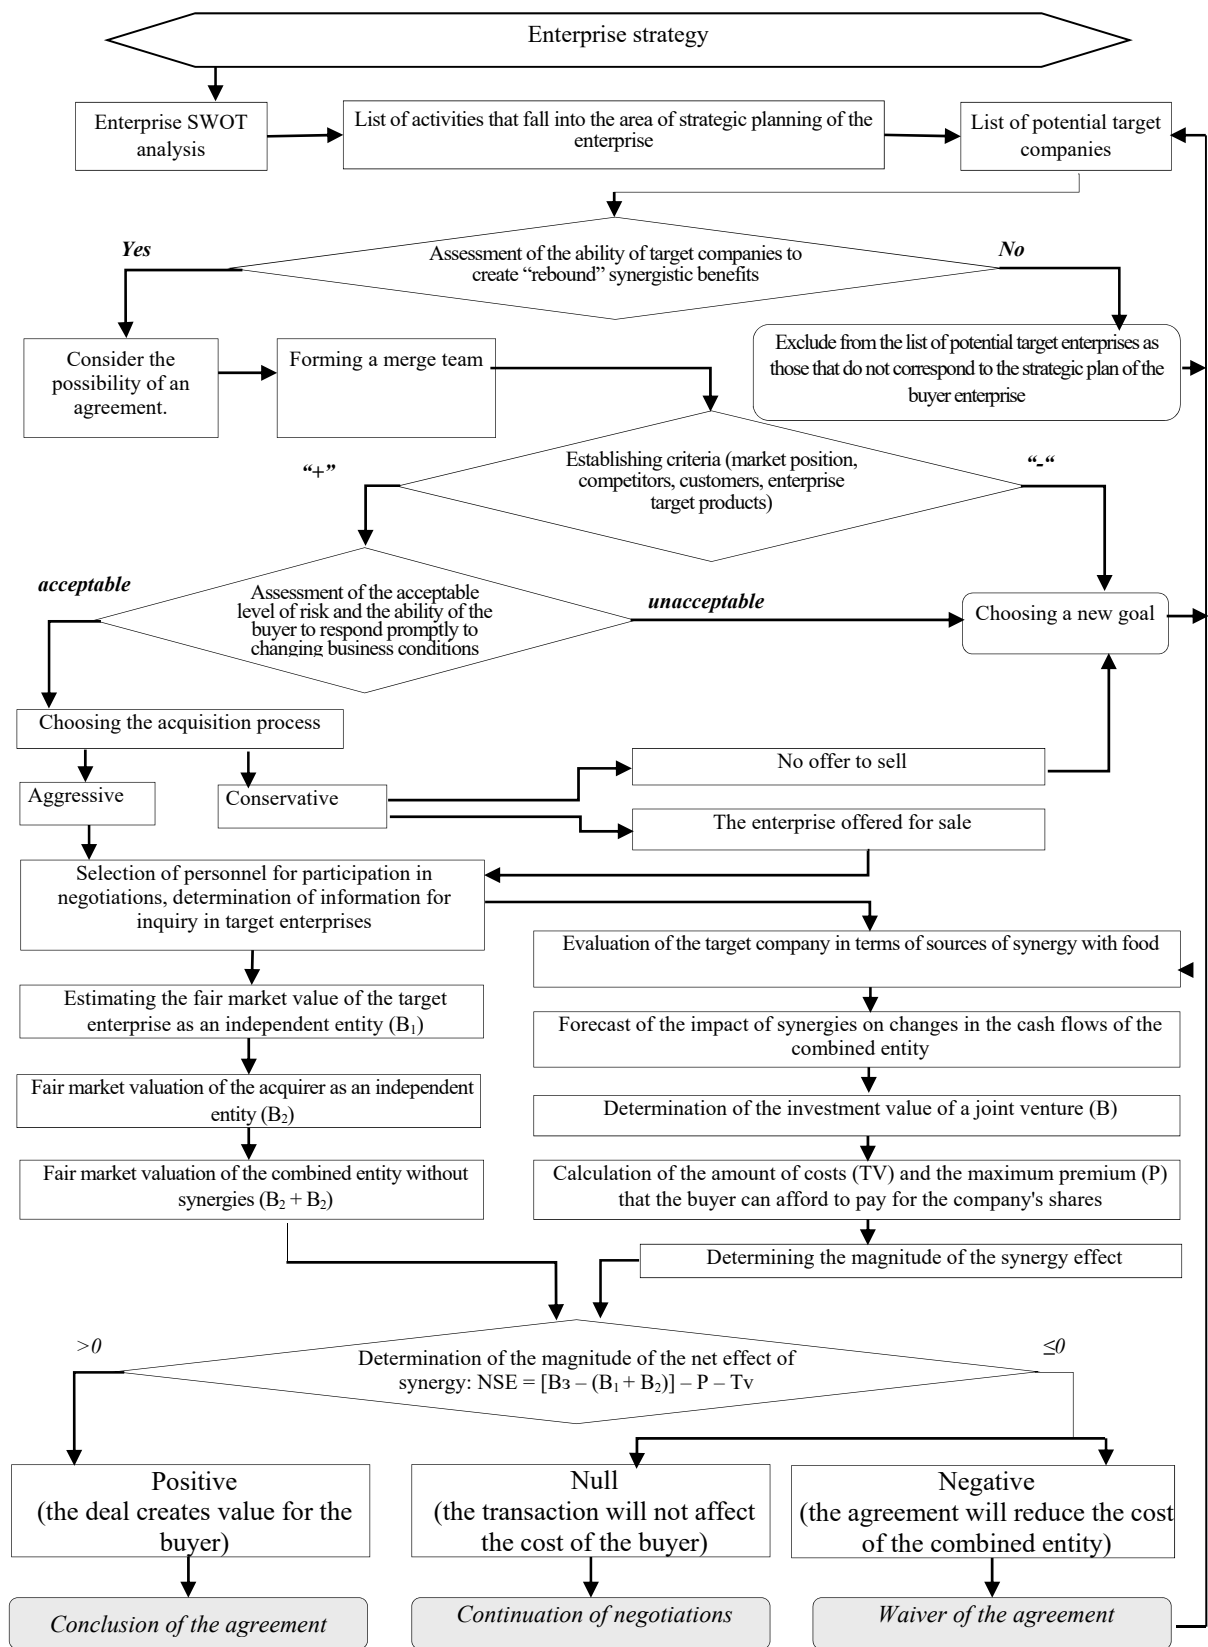 Enterprise strategy
Enterprise SWOT
analysis
List of activities that fall into the area of strategic planning of the
enterprise
List of potential target
companies
Yes
Assessment of the ability of target companies to
create “rebound” synergistic benefits
No
Consider the
possibility of an
agreement.
Forming a merge team
Exclude from the list of potential target enterprises as
those that do not correspond to the strategic plan of the
buyer enterprise
“+”
Establishing criteria (market position,
competitors, customers, enterprise
target products)
“-“
acceptable
Assessment of the acceptable
level of risk and the ability of the
buyer to respond promptly to
changing business conditions
unacceptable
Choosing a new goal
Choosing the acquisition process
No offer to sell
Aggressive
Conservative
The enterprise offered for sale
Selection of personnel for participation in
negotiations, determination of information for
inquiry in target enterprises
Evaluation of the target company in terms of sources of synergy with food
Estimating the fair market value of the target
enterprise as an independent entity (B₁)
Forecast of the impact of synergies on changes in the cash flows of the
combined entity
Fair market valuation of the acquirer as an independent
entity (B₂)
Determination of the investment value of a joint venture (B)
Fair market valuation of the combined entity without
synergies (B₂ + B₂)
Calculation of the amount of costs (TV) and the maximum premium (P)
that the buyer can afford to pay for the company's shares
Determining the magnitude of the synergy effect
>0
Determination of the magnitude of the net effect of
synergy: NSE = [Bз – (B₁ + B₂)] – P – Tv
≤0
Positive
(the deal creates value for the
buyer)
Null
(the transaction will not affect
the cost of the buyer)
Negative
(the agreement will reduce the cost
of the combined entity)
Conclusion of the agreement
Continuation of negotiations
Waiver of the agreement